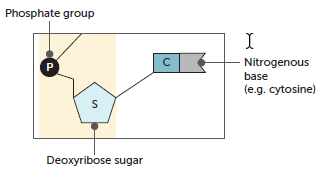 Phosphate group
P
C
S
Nitrogenous
base
(e.g. cytosine)
Deoxyribose sugar